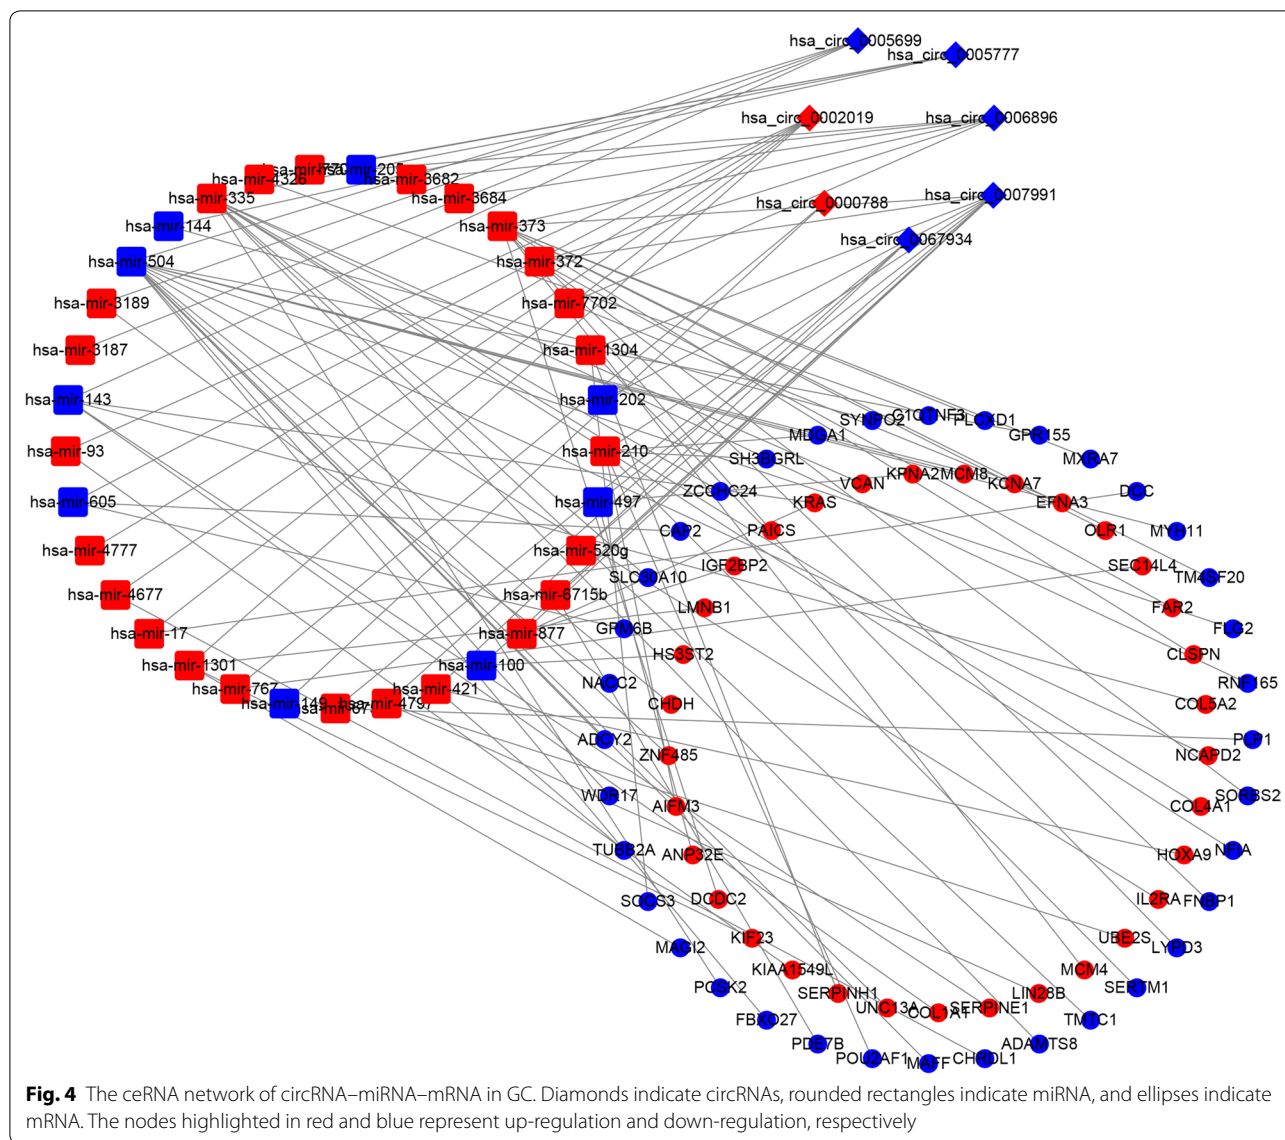 hsa_circ_0005699
hsa_circ_0005777
hsa_circ_0002019
hsa_circ_0006896
hsa_circ_0007991
hsa_circ_0000788
hsa_circ_0067934
hsa-mir-4326
hsa-mir-3682
hsa-mir-335
hsa-mir-3684
hsa-mir-144
hsa-mir-373
hsa-mir-504
hsa-mir-372
hsa-mir-3189
hsa-mir-7702
hsa-mir-3187
hsa-mir-1304
hsa-mir-143
hsa-mir-202
hsa-mir-93
hsa-mir-210
hsa-mir-605
hsa-mir-497
hsa-mir-4777
hsa-mir-520g
hsa-mir-4677
hsa-mir-6715b
hsa-mir-17
hsa-mir-877
hsa-mir-1301
hsa-mir-100
hsa-mir-767
hsa-mir-421
hsa-mir-149
hsa-mir-4797
SYNPO2
C1QTNF3
PLCXD1
MDGA1
GPR155
SH3BGRL
MXRA7
ZCCHC24
VCAN
KPNA2
MCM8
KCNA7
DCC
KRAS
EFNA3
CAP2
PAICS
OLR1
MYH11
SLC30A10
IGF2BP2
SEC14L4
TM4SF20
LMNB1
FAR2
GPM6B
FLG2
HS3ST2
CLSPN
NACC2
RNF165
CHDH
COL5A2
ADCY2
PLP1
ZNF485
NCAPD2
WDR17
SORBS2
AIFM3
COL4A1
TUBB2A
ANP32E
HOXA9
NFIA
SOCS3
DCDC2
IL2RA
FNBP1
MAGI2
KIF23
UBE2S
LYPD3
KIAA1549L
MCM4
PCSK2
SERPINH1
LIN28B
SERTM1
UNC13A
COL1A1
SERPINE1
FBXO27
TMTC1
PDE7B
ADAMTS8
POU2AF1
MAFF
CHRDL1
Fig. 4 The ceRNA network of circRNA–miRNA–mRNA in GC. Diamonds indicate circRNAs, rounded rectangles indicate miRNA, and ellipses indicate
mRNA. The nodes highlighted in red and blue represent up-regulation and down-regulation, respectively